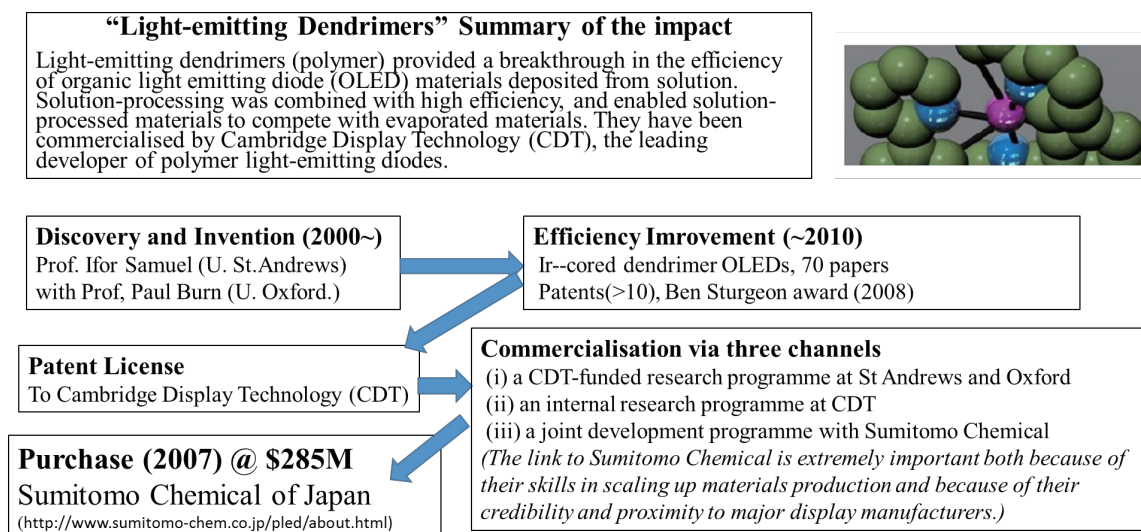 “Light-emitting Dendrimers” Summary of the impact
Light-emitting dendrimers (polymer) provided a breakthrough in the efficiency
of organic light emitting diode (OLED) materials deposited from solution.
Solution-processing was combined with high efficiency, and enabled solution-
processed materials to compete with evaporated materials. They have been
commercialised by Cambridge Display Technology (CDT), the leading
developer of polymer light-emitting diodes.
Discovery and Invention (2000~)
Prof. Ifor Samuel (U. St.Andrews)
with Prof, Paul Burn (U. Oxford.)
Efficiency Imrovement (~2010)
Ir--cored dendrimer OLEDs, 70 papers
Patents(>10), Ben Sturgeon award (2008)
Patent License
To Cambridge Display Technology (CDT)
Commercialisation via three channels
(i) a CDT-funded research programme at St Andrews and Oxford
(ii) an internal research programme at CDT
(iii) a joint development programme with Sumitomo Chemical
(The link to Sumitomo Chemical is extremely important both because of
their skills in scaling up materials production and because of their
credibility and proximity to major display manufacturers.)
Purchase (2007) @ $285M
Sumitomo Chemical of Japan
(http://www.sumitomo-chem.co.jp/pled/about.html)